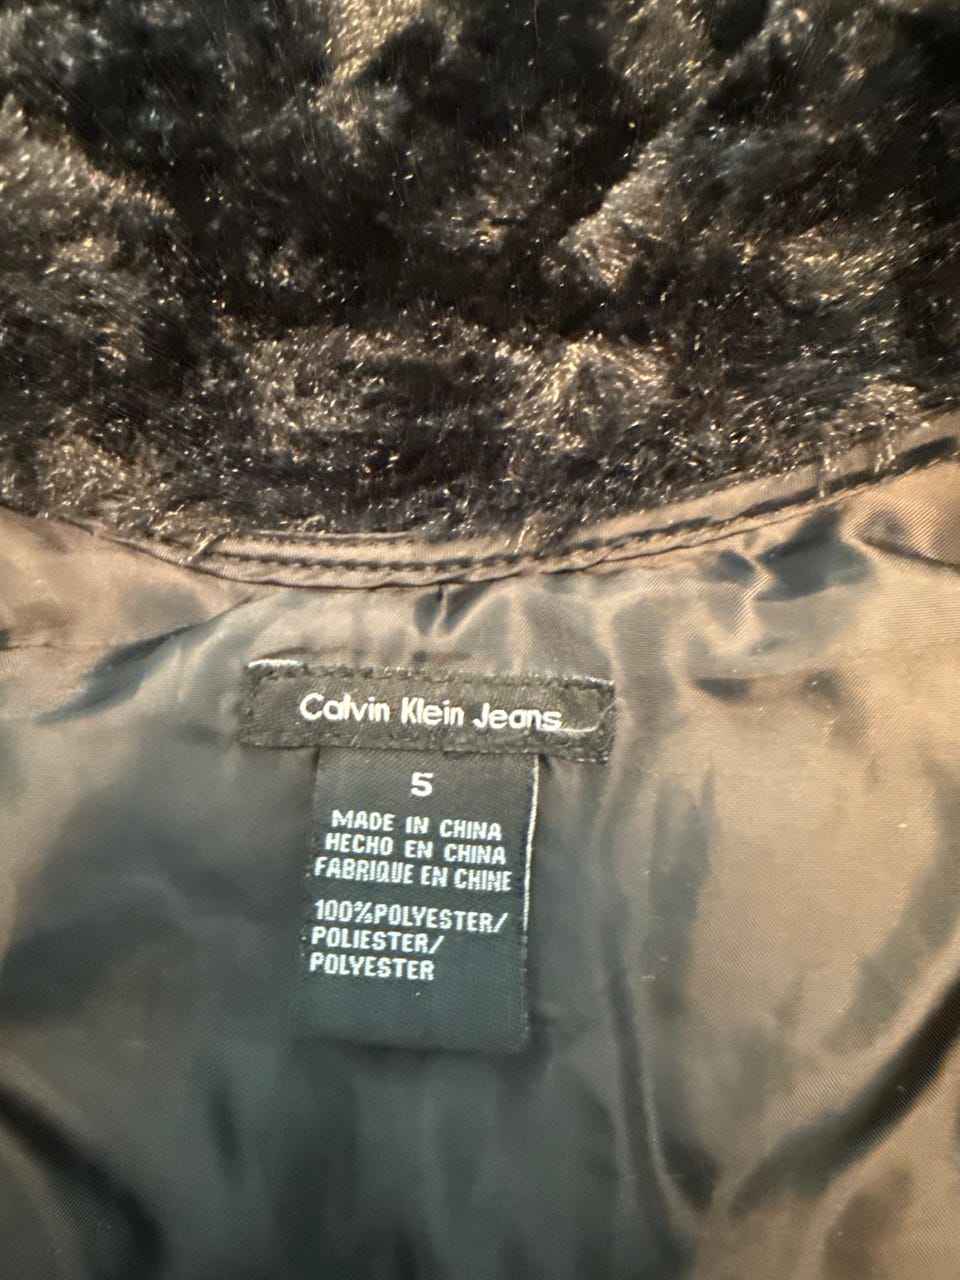 Calvin Klein Jeans
5
MADE IN CHINA
HECHO EN CHINA
FABRIQUE EN CHINE
100%POLYESTER/
POLIESTER/
POLYESTER